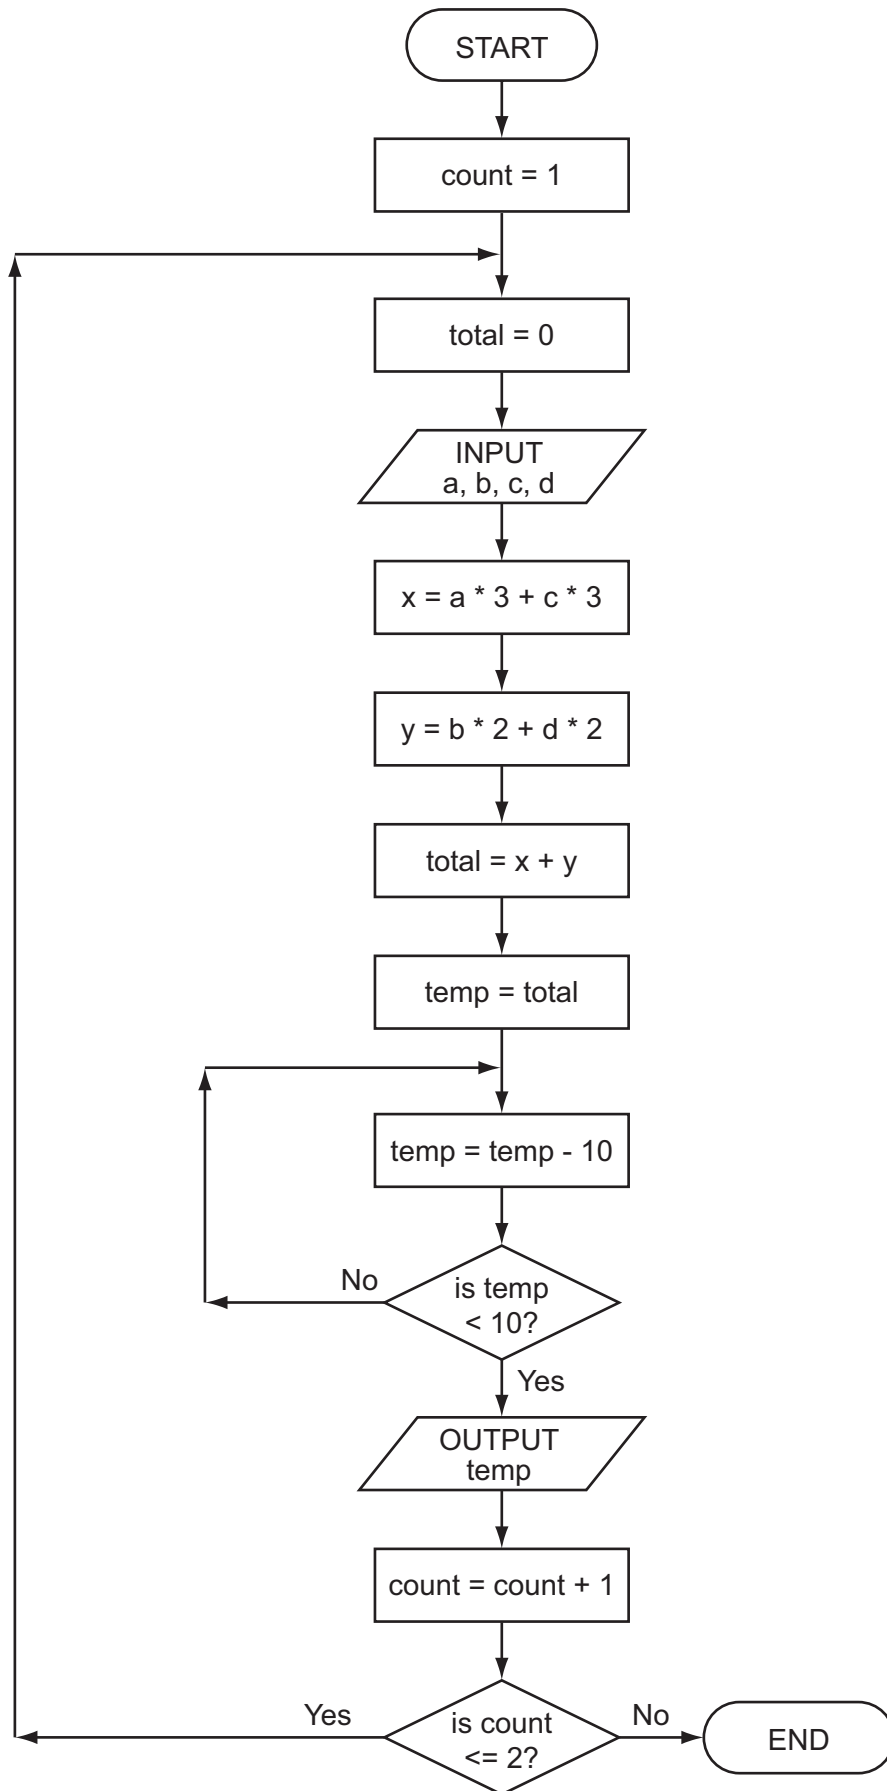 START
count = 1
total = 0
INPUT
a, b, c, d
x = a * 3 + c * 3
y = b * 2 + d * 2
total = x + y
temp = total
temp = temp - 10
No
is temp
< 10?
Yes
OUTPUT
temp
count = count + 1
Yes
is count
<= 2?
No
END